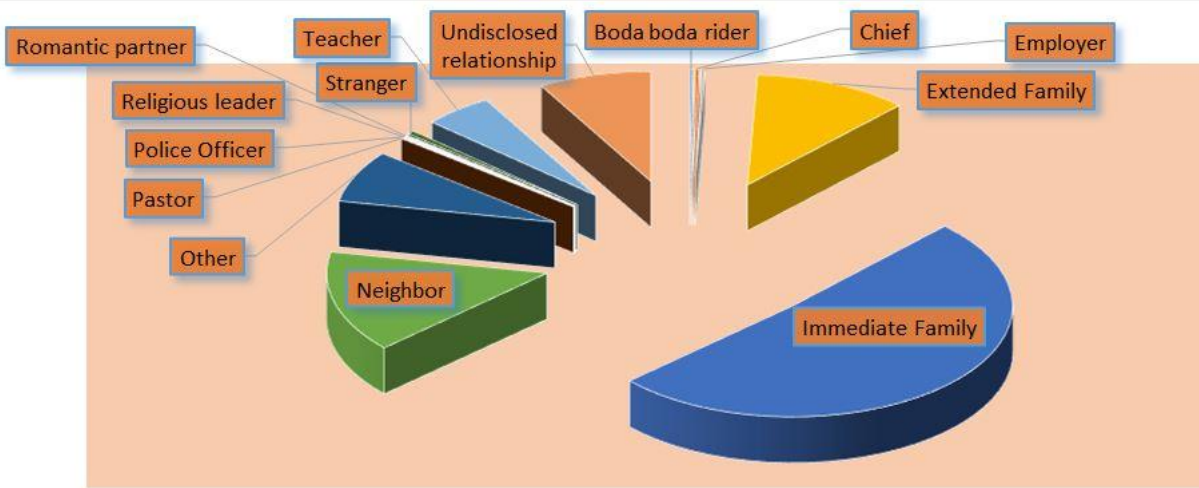 Romantic partner
Teacher
Undisclosed
relationship
Boda boda rider
Chief
Employer
Stranger
Religious leader
Extended Family
Police Officer
Pastor
Other
Neighbor
Immediate Family